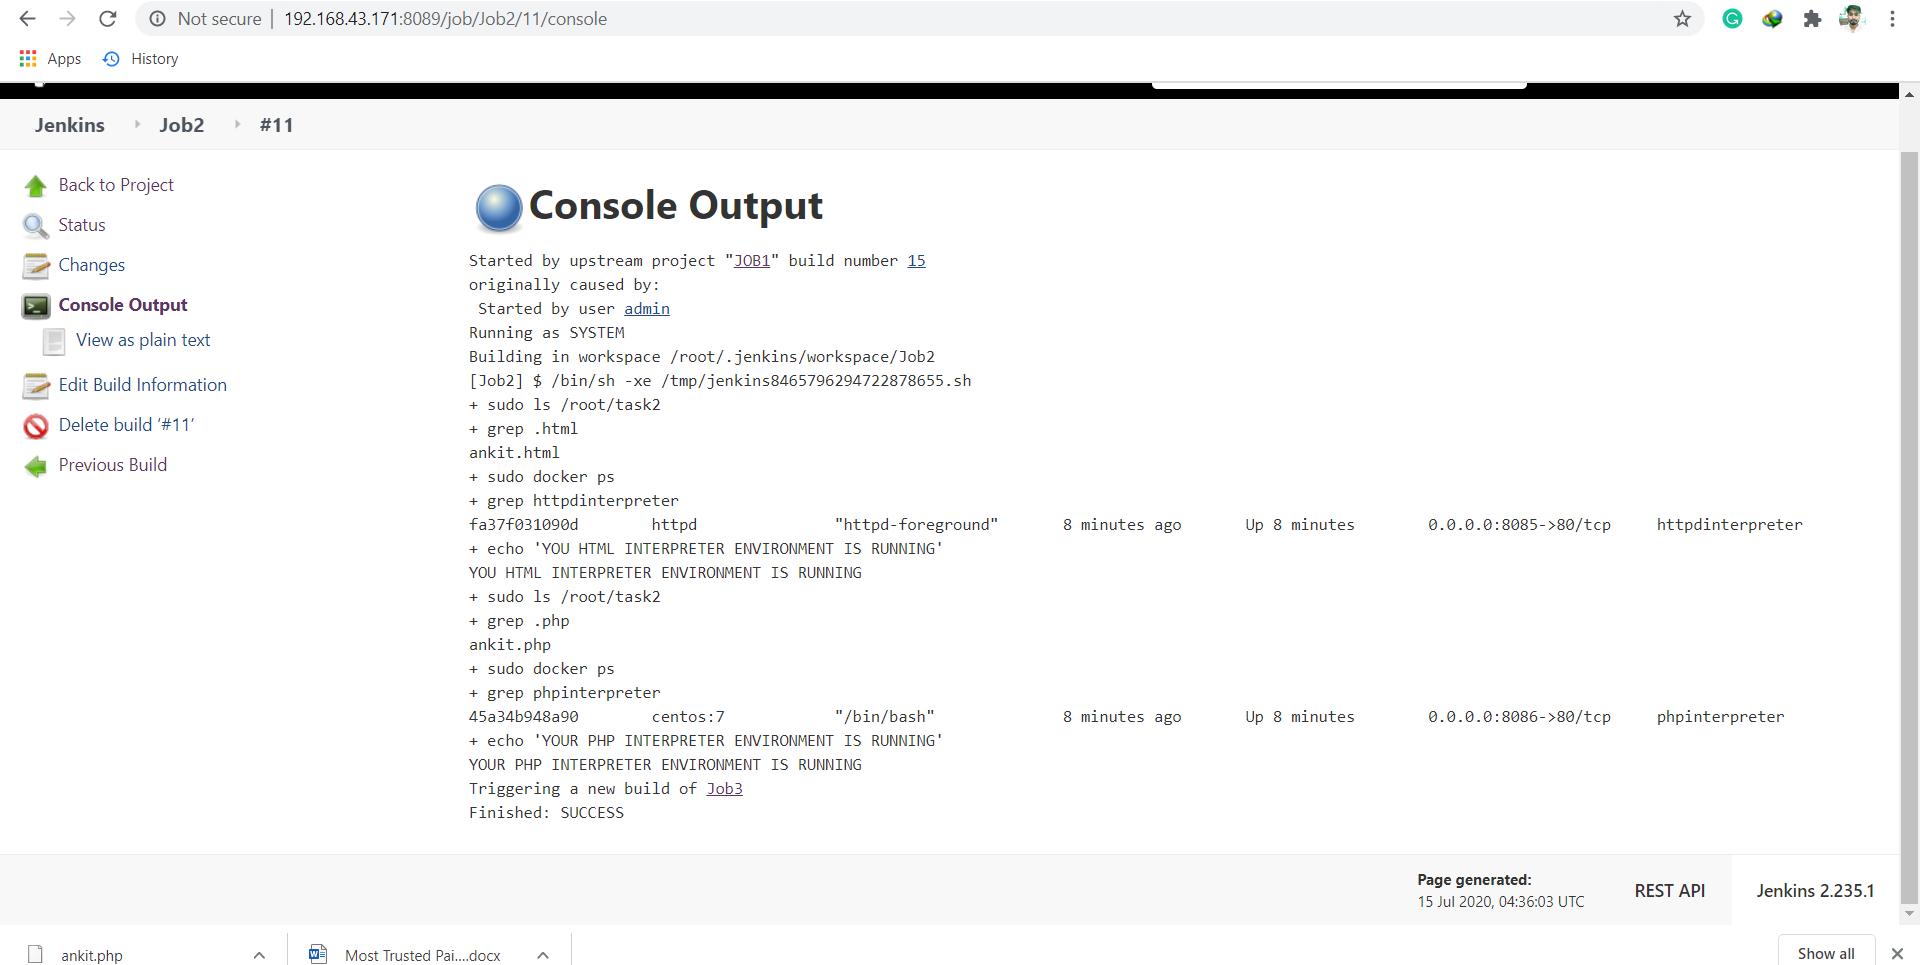 Not secure | 192.168.43.171:8089/job/Job2/11/console
Apps History
Jenkins Job2 #11
Back to Project
Status
Changes
Console Output
View as plain text
Edit Build Information
Delete build ‘#11’
Previous Build
Console Output
Started by upstream project "JOB1" build number 15
originally caused by:
Started by user admin
Running as SYSTEM
Building in workspace /root/.jenkins/workspace/Job2
[Job2] $ /bin/sh -xe /tmp/jenkins8465796294722878655.sh
+ sudo ls /root/task2
+ grep .html
ankit.html
+ sudo docker ps
+ grep httpdinterpreter
fa37f031090d httpd "httpd-foreground" 8 minutes ago Up 8 minutes 0.0.0.0:8085->80/tcp httpdinterpreter
+ echo 'YOU HTML INTERPRETER ENVIRONMENT IS RUNNING'
YOU HTML INTERPRETER ENVIRONMENT IS RUNNING
+ sudo ls /root/task2
+ grep .php
ankit.php
+ sudo docker ps
+ grep phpinterpreter
45a34b948a90 centos:7 "/bin/bash" 8 minutes ago Up 8 minutes 0.0.0.0:8086->80/tcp phpinterpreter
+ echo 'YOUR PHP INTERPRETER ENVIRONMENT IS RUNNING'
YOUR PHP INTERPRETER ENVIRONMENT IS RUNNING
Triggering a new build of Job3
Finished: SUCCESS
Page generated:
15 Jul 2020, 04:36:03 UTC
REST API
Jenkins 2.235.1
ankit.php
Most Trusted Pai....docx
Show all